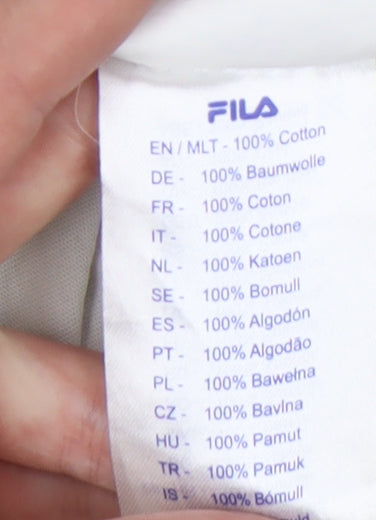 FILA
EN / MLT - 100% Cotton
DE - 100% Baumwolle
FR - 100% Coton
IT - 100% Cotone
NL - 100% Katoen
SE - 100% Bomull
ES - 100% Algodón
PT - 100% Algodão
PL - 100% Bawełna
CZ - 100% Bavlna
HU - 100% Pamut
TR - 100% Pamuk
IS - 100% Bómull